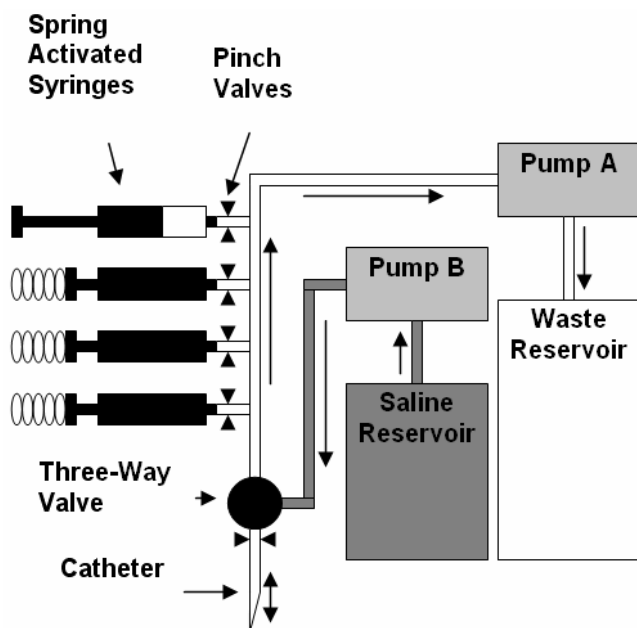 Spring
Activated
Syringes
Pinch
Valves
Pump A
Pump B
Waste
Reservoir
Saline
Reservoir
Three-Way
Valve
Catheter